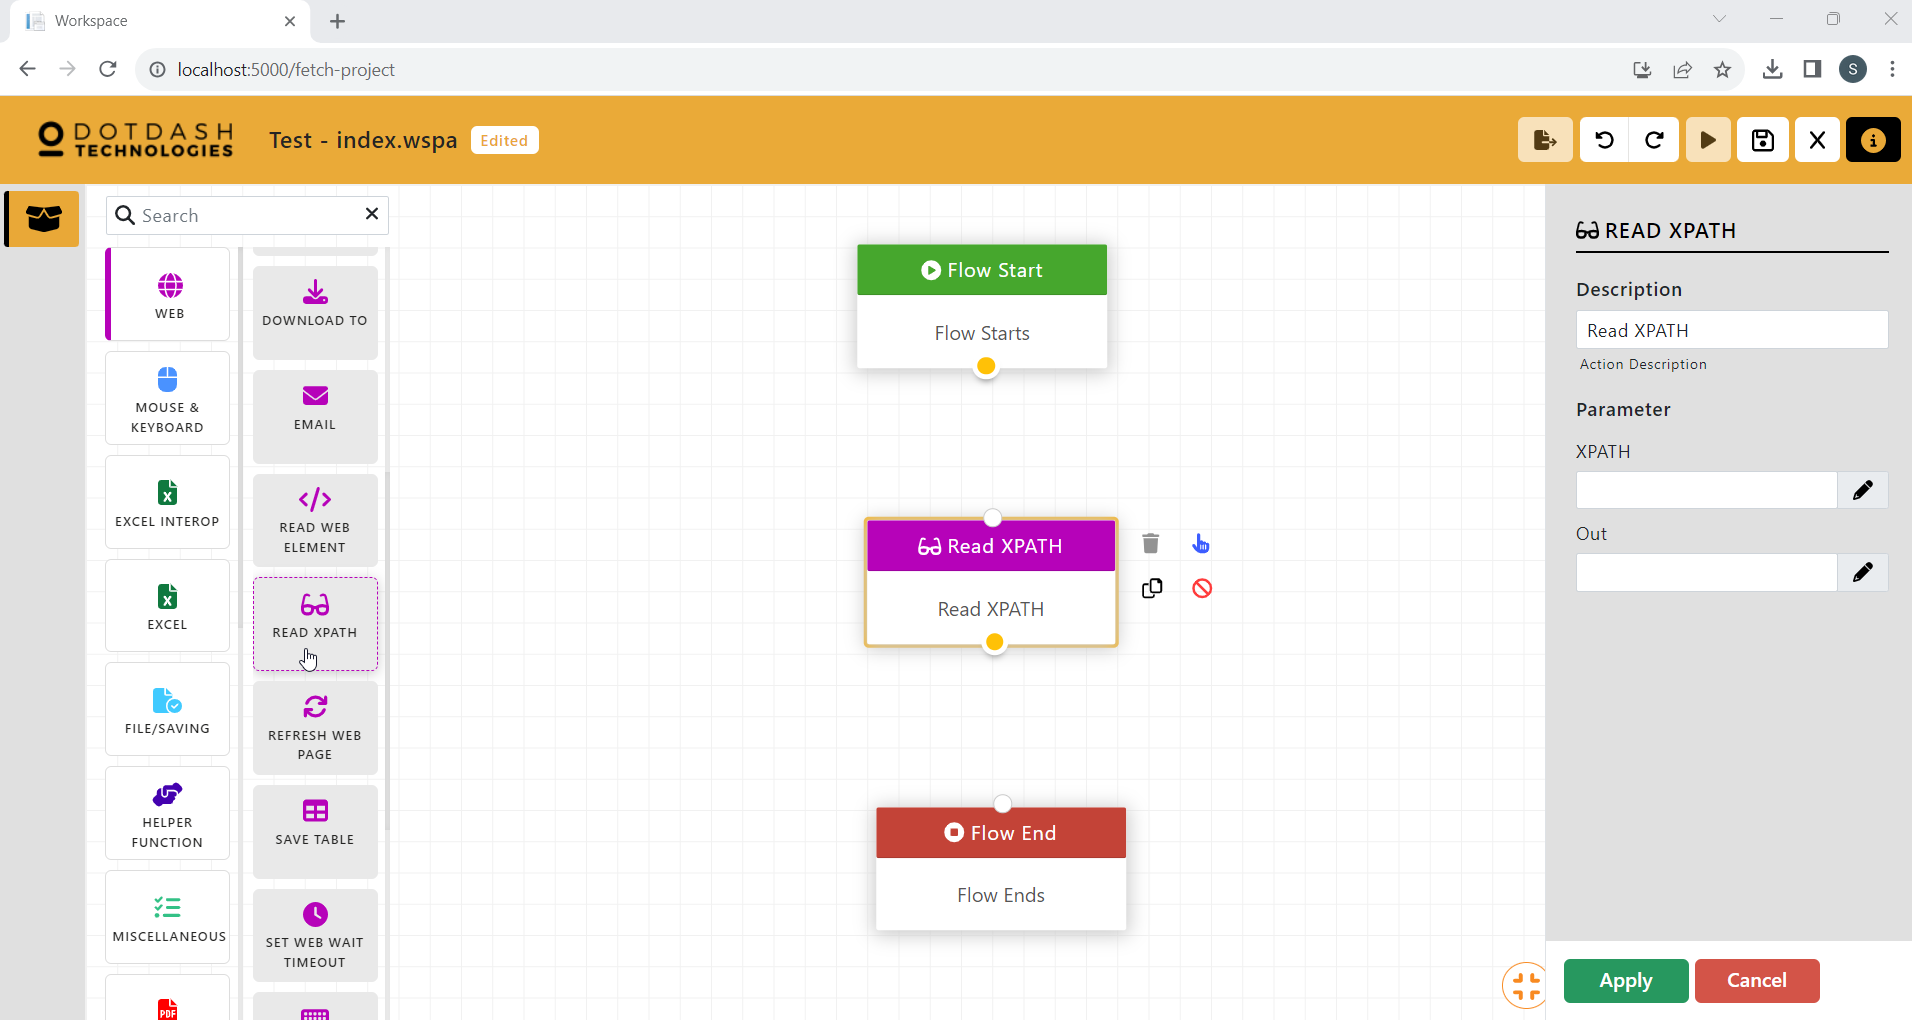 Workspace
localhost:5000/fetch-project
S
DOTDASH
TECHNOLOGIES
Test - index.wspa
Edited
Search
WEB
MOUSE &
KEYBOARD
EXCEL INTEROP
EXCEL
FILE/SAVING
HELPER
FUNCTION
MISCELLANEOUS
PDF
DOWNLOAD TO
EMAIL
READ WEB
ELEMENT
READ XPATH
REFRESH WEB
PAGE
SAVE TABLE
SET WEB WAIT
TIMEOUT
Flow Start
Flow Starts
Read XPATH
Read XPATH
Flow End
Flow Ends
READ XPATH
Description
Read XPATH
Action Description
Parameter
XPATH
Out
Apply
Cancel